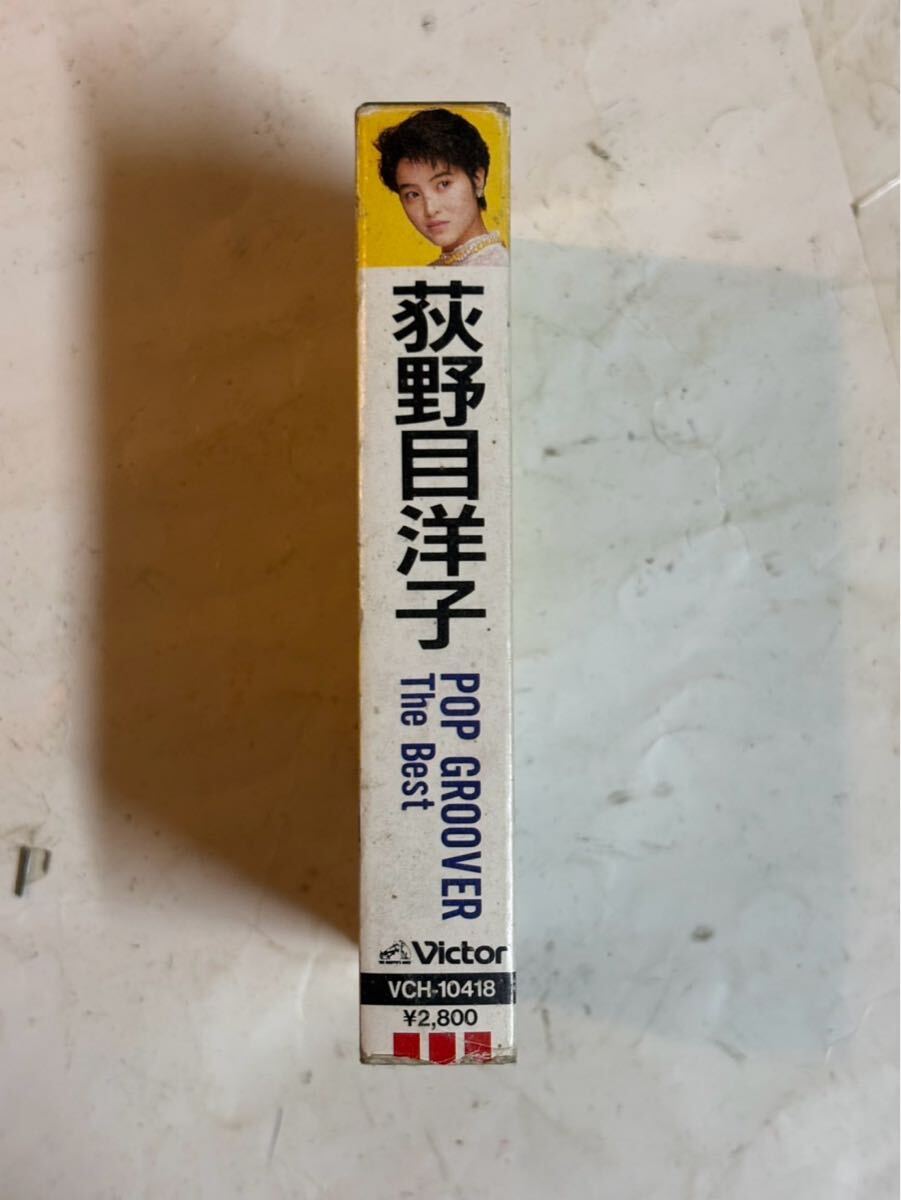 荻野目洋子
POP GROOVER
The Best
Victor
VCH-10418
¥2,800